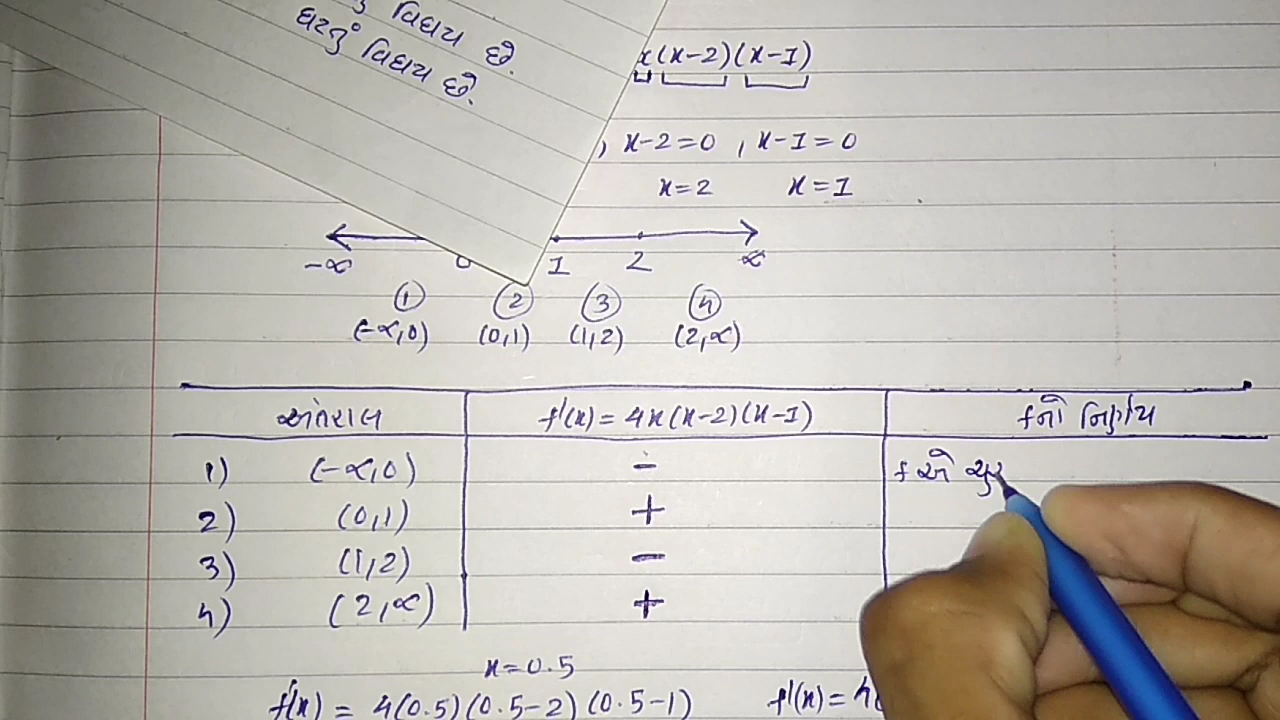 વિધેય છે.
ઘટતું વિધેય છે.
x(x-2)(x-1)
, x-2=0 , x-1=0
x=2 x=1
-∞ 0 1 2 ∞
① ② ③ ④
(-∞,0) (0,1) (1,2) (2,∞)
અંતરાલ f'(x) = 4x(x-2)(x-1) f નો નિર્ણય
1) (-∞,0) - f એ
2) (0,1) +
3) (1,2) -
4) (2,∞) +
x=0.5
f'(x) = 4(0.5)(0.5-2)(0.5-1) f'(x)=4